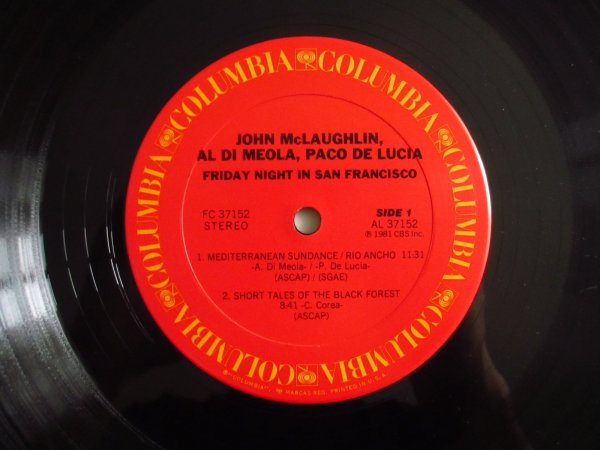 COLUMBIA COLUMBIA COLUMBIA COLUMBIA COLUMBIA COLUMBIA
JOHN McLAUGHLIN,
AL DI MEOLA, PACO DE LUCIA
FRIDAY NIGHT IN SAN FRANCISCO
FC 37152 SIDE 1
STEREO AL 37152
℗ 1981 CBS Inc.
1. MEDITERRANEAN SUNDANCE / RIO ANCHO 11:31
-A. Di Meola- / -P. De Lucia-
(ASCAP) / (SGAE)
2. SHORT TALES OF THE BLACK FOREST
8:41 -C. Corea-
(ASCAP)
"COLUMBIA", MARCAS REG. PRINTED IN U.S.A.